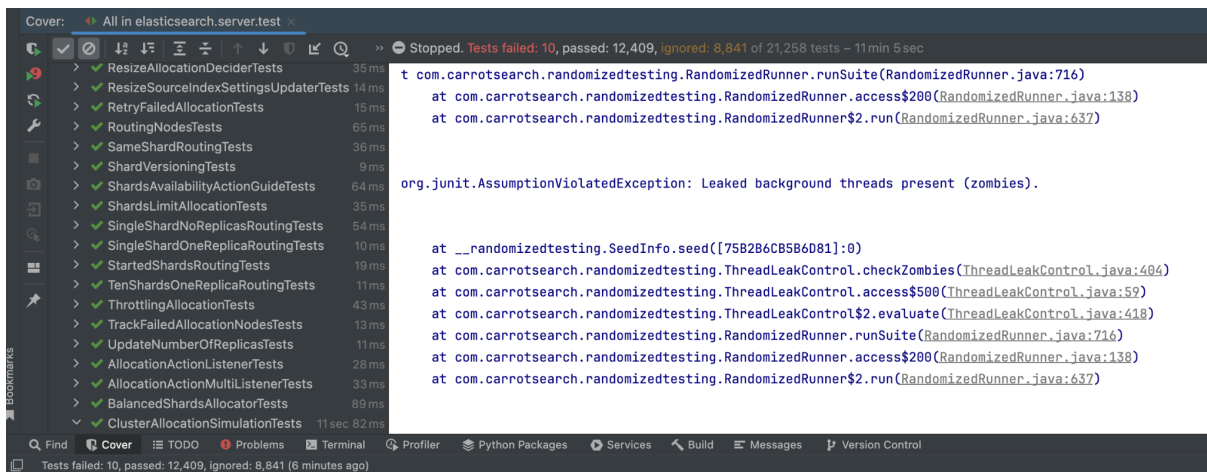 Cover: All in elasticsearch.server.test ×
» Stopped. Tests failed: 10, passed: 12,409, ignored: 8,841 of 21,258 tests – 11 min 5 sec
ResizeAllocationDeciderTests 35 ms
ResizeSourceIndexSettingsUpdaterTests 14 ms
RetryFailedAllocationTests 15 ms
RoutingNodesTests 65 ms
SameShardRoutingTests 36 ms
ShardVersioningTests 9 ms
ShardsAvailabilityActionGuideTests 64 ms
ShardsLimitAllocationTests 35 ms
SingleShardNoReplicasRoutingTests 54 ms
SingleShardOneReplicaRoutingTests 10 ms
StartedShardsRoutingTests 19 ms
TenShardsOneReplicaRoutingTests 11 ms
ThrottlingAllocationTests 43 ms
TrackFailedAllocationNodesTests 13 ms
UpdateNumberOfReplicasTests 11 ms
AllocationActionListenerTests 28 ms
AllocationActionMultiListenerTests 33 ms
BalancedShardsAllocatorTests 89 ms
ClusterAllocationSimulationTests 11 sec 82 ms
t com.carrotsearch.randomizedtesting.RandomizedRunner.runSuite(RandomizedRunner.java:716)
at com.carrotsearch.randomizedtesting.RandomizedRunner.access$200(RandomizedRunner.java:138)
at com.carrotsearch.randomizedtesting.RandomizedRunner$2.run(RandomizedRunner.java:637)
org.junit.AssumptionViolatedException: Leaked background threads present (zombies).
at __randomizedtesting.SeedInfo.seed([75B2B6CB5B6D81]:0)
at com.carrotsearch.randomizedtesting.ThreadLeakControl.checkZombies(ThreadLeakControl.java:404)
at com.carrotsearch.randomizedtesting.ThreadLeakControl.access$500(ThreadLeakControl.java:59)
at com.carrotsearch.randomizedtesting.ThreadLeakControl$2.evaluate(ThreadLeakControl.java:418)
at com.carrotsearch.randomizedtesting.RandomizedRunner.runSuite(RandomizedRunner.java:716)
at com.carrotsearch.randomizedtesting.RandomizedRunner.access$200(RandomizedRunner.java:138)
at com.carrotsearch.randomizedtesting.RandomizedRunner$2.run(RandomizedRunner.java:637)
Bookmarks
Find Cover TODO Problems Terminal Profiler Python Packages Services Build Messages Version Control
Tests failed: 10, passed: 12,409, ignored: 8,841 (6 minutes ago)